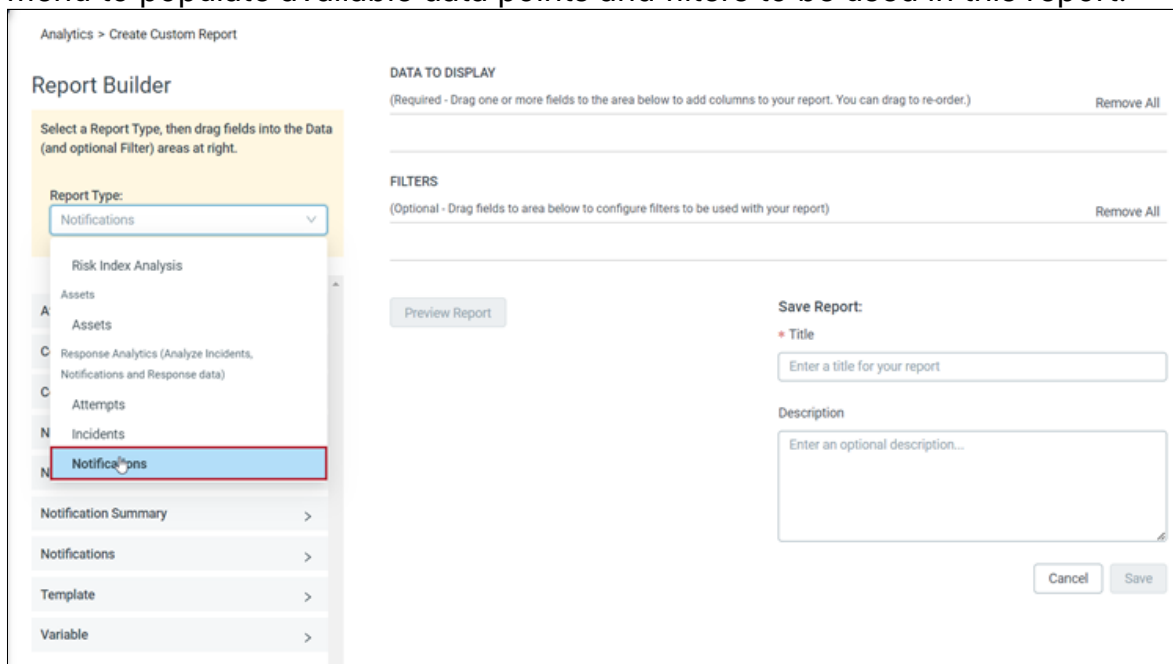 menu to populate available data points and filters to be used in this report.
Analytics > Create Custom Report
Report Builder
Select a Report Type, then drag fields into the Data
(and optional Filter) areas at right.
Report Type:
Notifications
Risk Index Analysis
Assets
Assets
Response Analytics (Analyze Incidents,
Notifications and Response data)
Attempts
Incidents
Notifications
A
C
C
N
N
Notification Summary >
Notifications >
Template >
Variable >
DATA TO DISPLAY
(Required - Drag one or more fields to the area below to add columns to your report. You can drag to re-order.)
Remove All
FILTERS
(Optional - Drag fields to area below to configure filters to be used with your report)
Remove All
Preview Report
Save Report:
* Title
Enter a title for your report
Description
Enter an optional description...
Cancel
Save